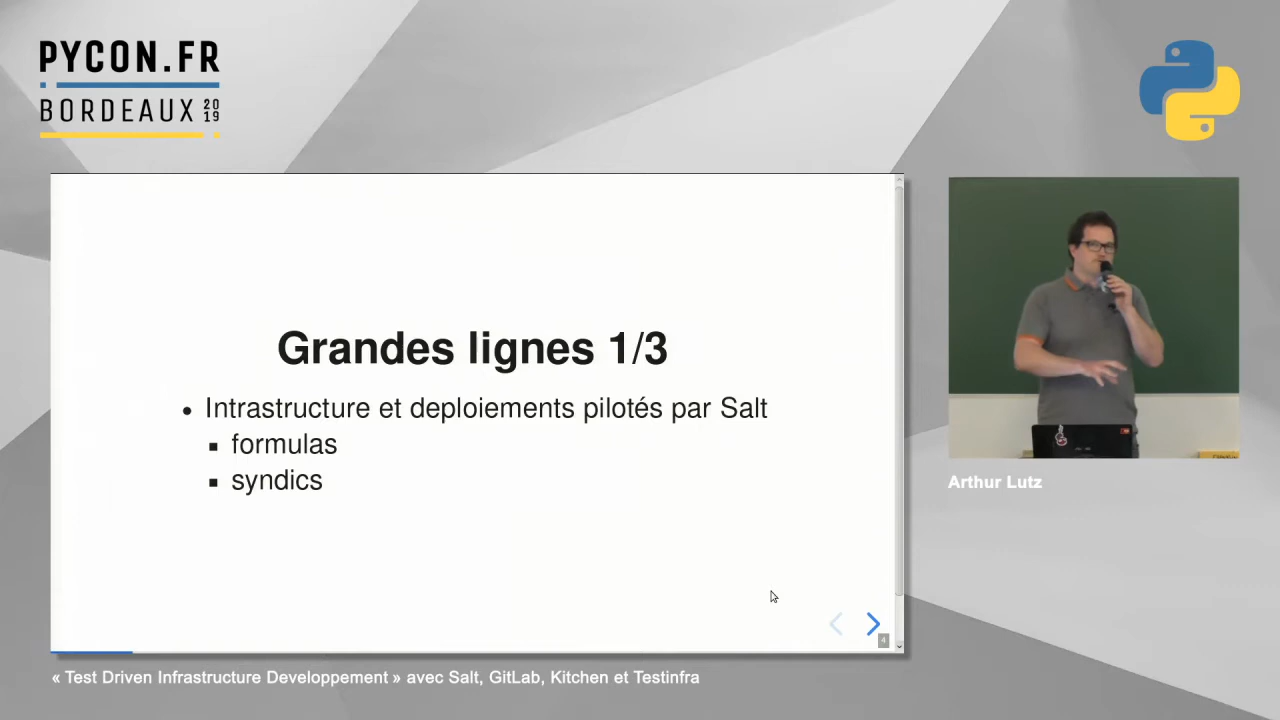 PYCON.FR
BORDEAUX 2019
Grandes lignes 1/3
• Intrastructure et deploiements pilotés par Salt
▪ formulas
▪ syndics
4
Arthur Lutz
« Test Driven Infrastructure Developpement » avec Salt, GitLab, Kitchen et Testinfra